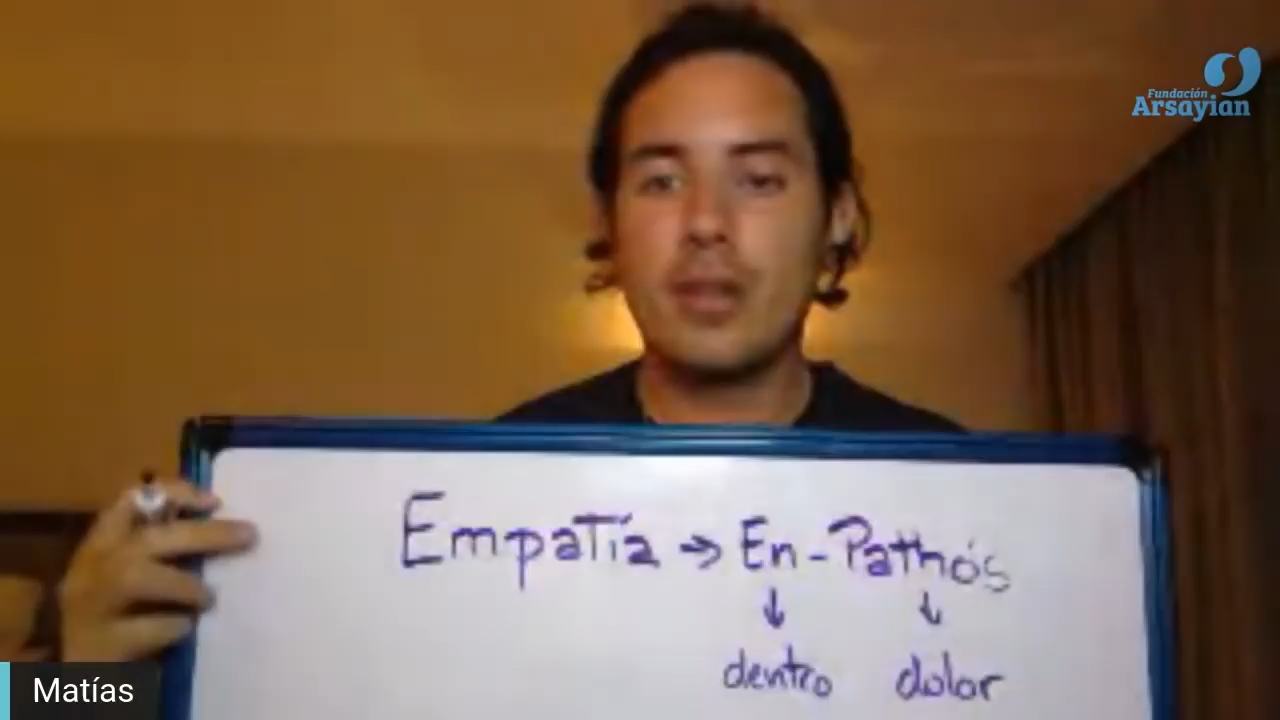 Fundación
Arsayian
Empatía → En-Pathós
↓ ↓
dentro dolor
Matías